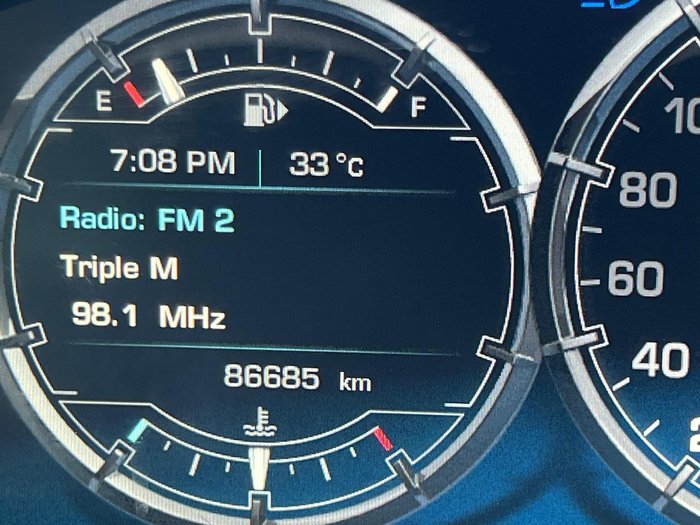 E F
7:08 PM 33 °C
Radio: FM 2
Triple M
98.1 MHz
86685 km
80
60
40